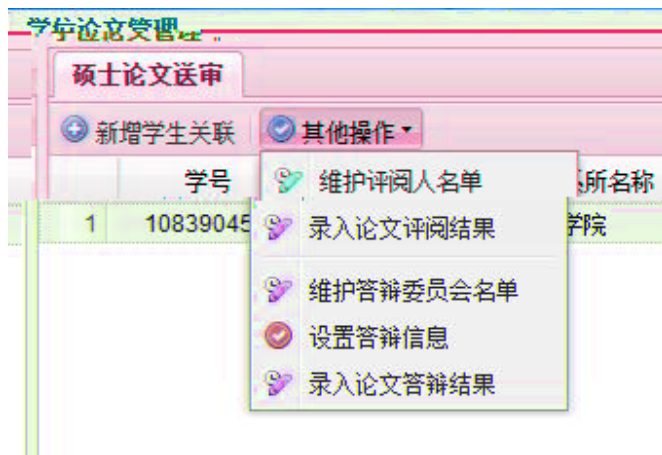 学位论文管理
硕士论文送审
新增学生关联 其他操作
学号 所名称
维护评阅人名单
1 10839045 学院
录入论文评阅结果
维护答辩委员会名单
设置答辩信息
录入论文答辩结果